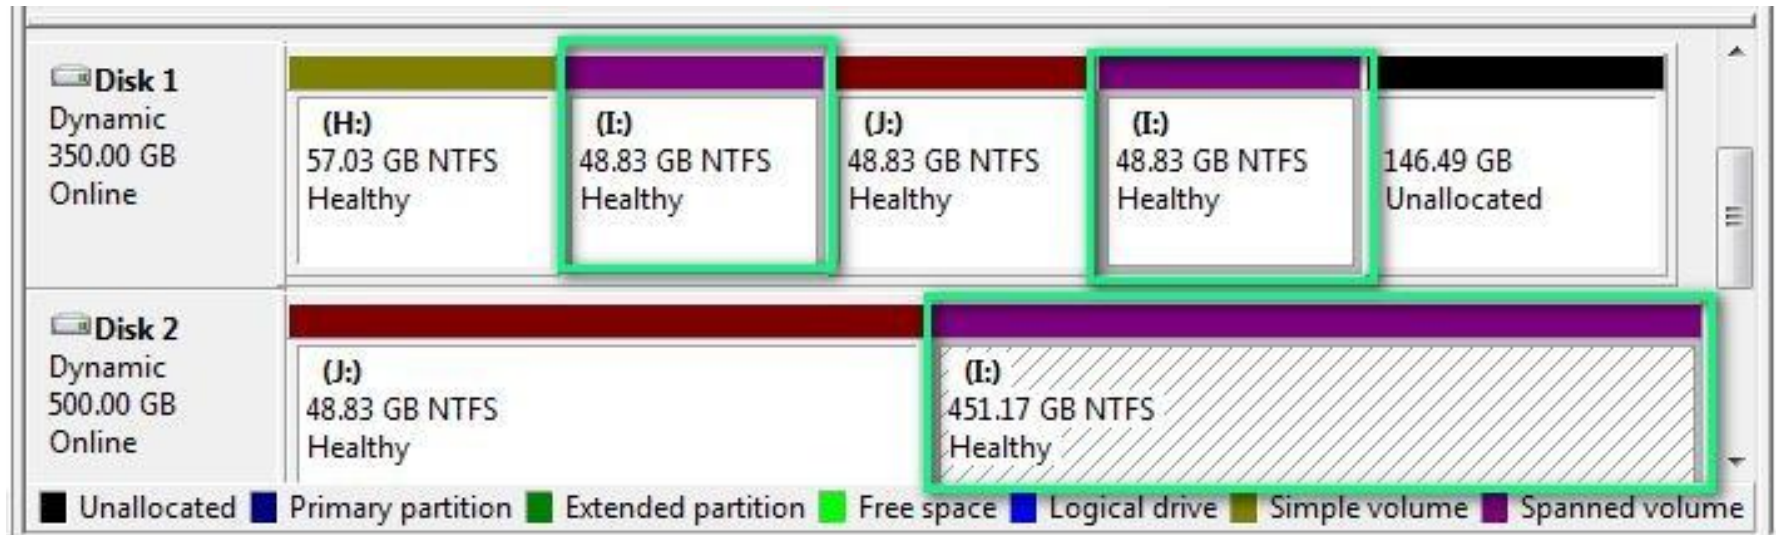 Disk 1
Dynamic
350.00 GB
Online
(H:)
57.03 GB NTFS
Healthy
(I:)
48.83 GB NTFS
Healthy
(J:)
48.83 GB NTFS
Healthy
(I:)
48.83 GB NTFS
Healthy
146.49 GB
Unallocated
Disk 2
Dynamic
500.00 GB
Online
(J:)
48.83 GB NTFS
Healthy
(I:)
451.17 GB NTFS
Healthy
Unallocated Primary partition Extended partition Free space Logical drive Simple volume Spanned volume